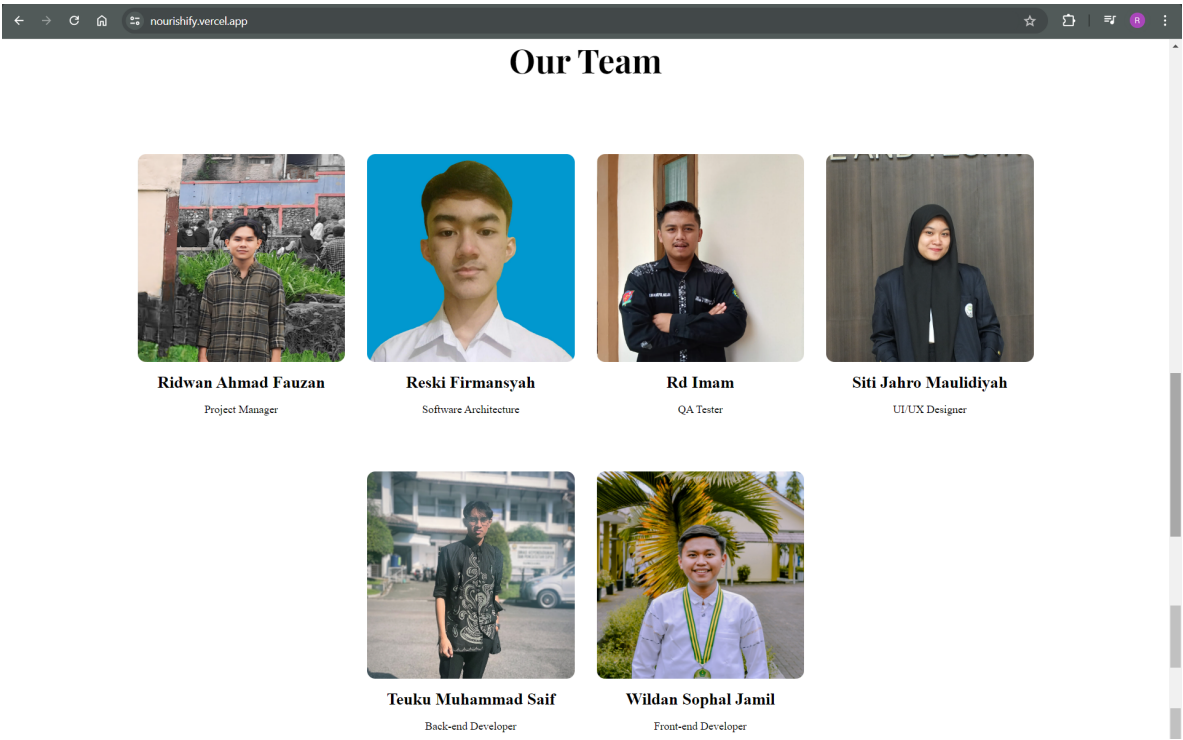 nourishify.vercel.app
R
Our Team
Ridwan Ahmad Fauzan
Project Manager
Reski Firmansyah
Software Architecture
Rd Imam
QA Tester
Siti Jahro Maulidiyah
UI/UX Designer
Teuku Muhammad Saif
Back-end Developer
Wildan Sophal Jamil
Front-end Developer